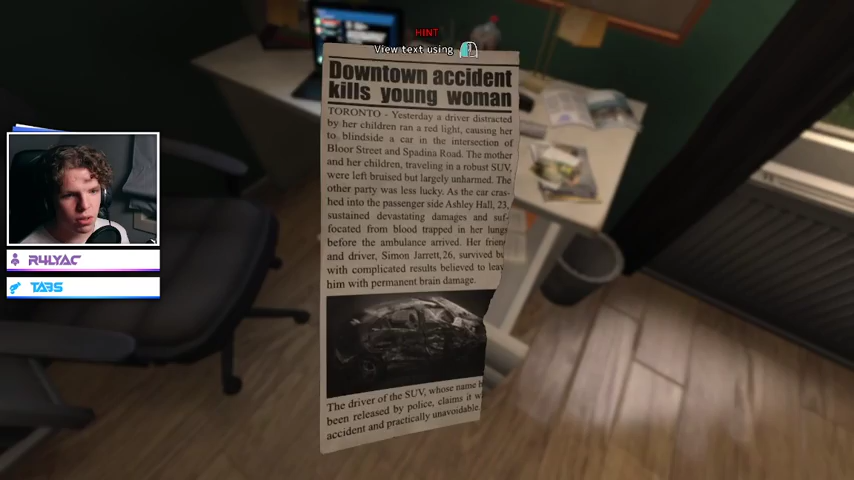 HINT
View text using
Downtown accident
kills young woman
TORONTO - Yesterday a driver distracted
by her children ran a red light, causing her
to blindside a car in the intersection of
Bloor Street and Spadina Road. The mother
and her children, traveling in a robust SUV,
were left bruised but largely unharmed. The
other party was less lucky. As the car cras-
hed into the passenger side Ashley Hall, 23,
sustained devastating damages and suf-
focated from blood trapped in her lungs
before the ambulance arrived. Her frien
and driver, Simon Jarrett, 26, survived bu
with complicated results believed to leav
him with permanent brain damage.
The driver of the SUV, whose name h
been released by police, claims it w
accident and practically unavoidable.
R4LYAC
TABS